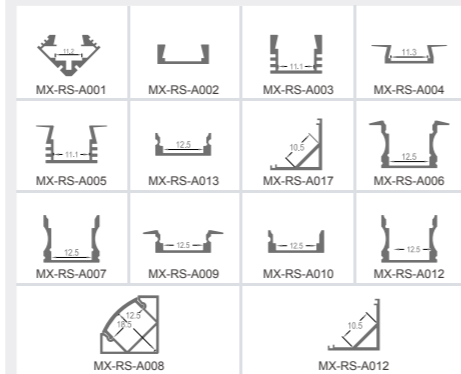 11.2
MX-RS-A001
MX-RS-A002
11.1
MX-RS-A003
11.3
MX-RS-A004
11.1
MX-RS-A005
12.5
MX-RS-A013
10.5
MX-RS-A017
12.5
MX-RS-A006
12.5
MX-RS-A007
12.5
MX-RS-A009
12.5
MX-RS-A010
12.5
MX-RS-A012
12.5
18.5
MX-RS-A008
10.5
MX-RS-A012